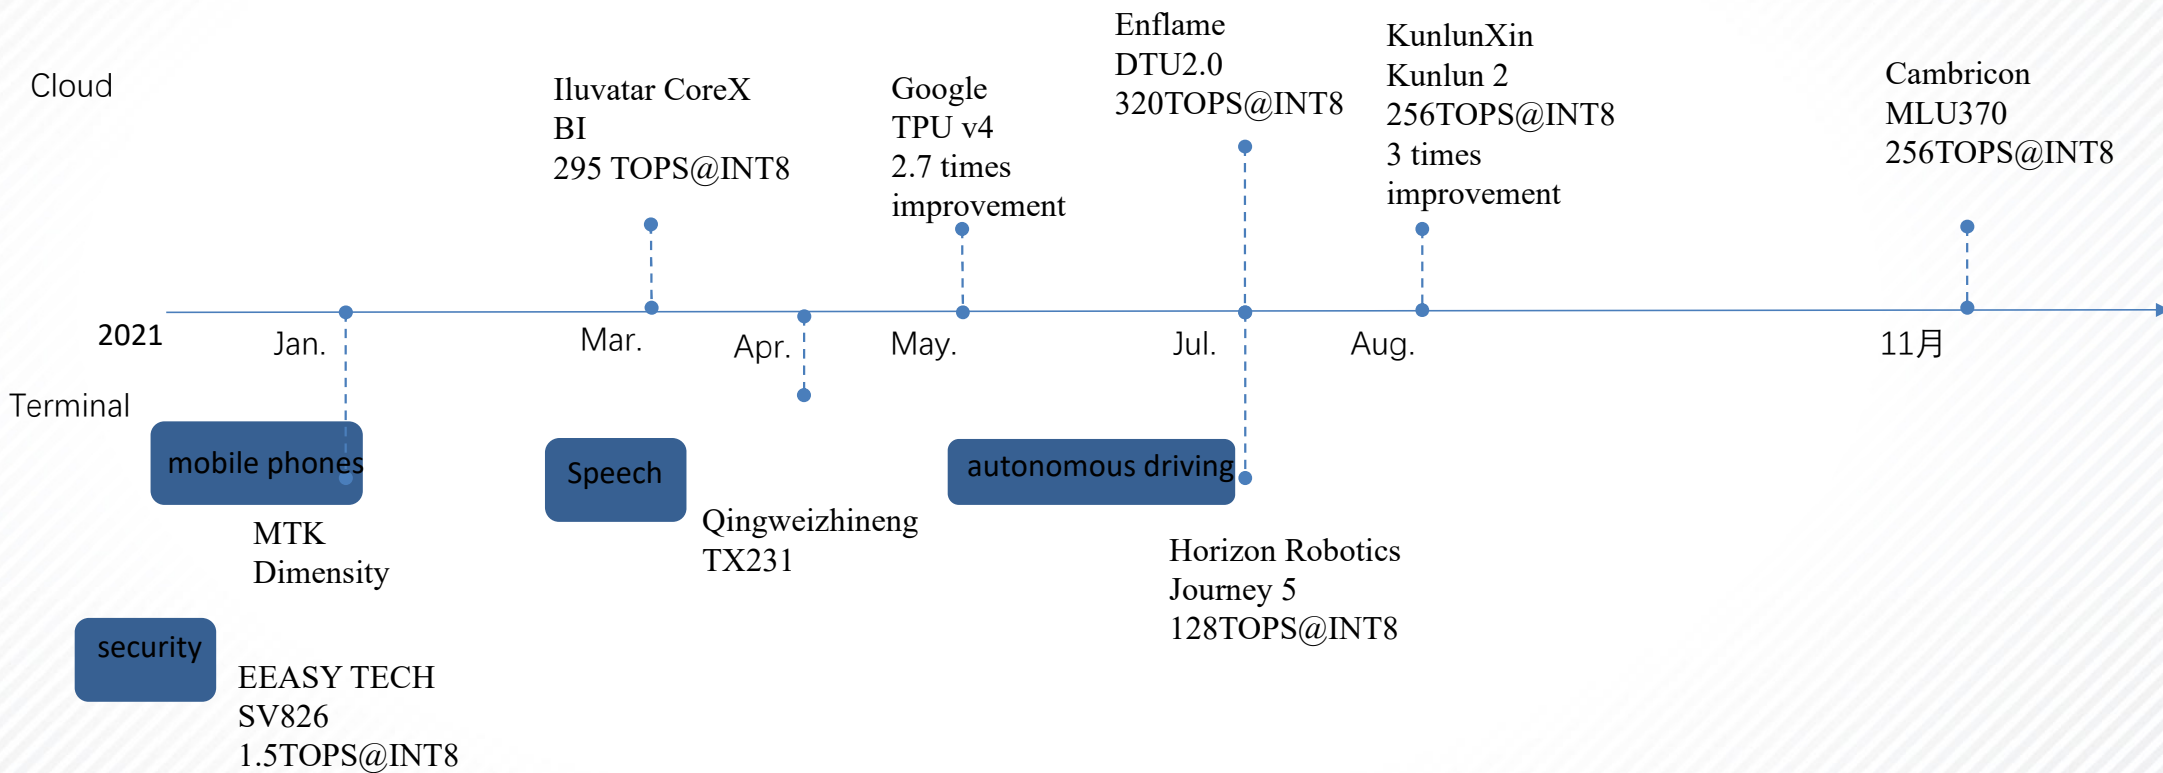 Cloud
Iluvatar CoreX
BI
295 TOPS@INT8
Google
TPU v4
2.7 times
improvement
Enflame
DTU2.0
320TOPS@INT8
KunlunXin
Kunlun 2
256TOPS@INT8
3 times
improvement
Cambricon
MLU370
256TOPS@INT8
2021
Jan.
Mar.
Apr.
May.
Jul.
Aug.
11月
Terminal
mobile phones
MTK
Dimensity
Speech
Qingweizhineng
TX231
autonomous driving
Horizon Robotics
Journey 5
128TOPS@INT8
security
EEASY TECH
SV826
1.5TOPS@INT8